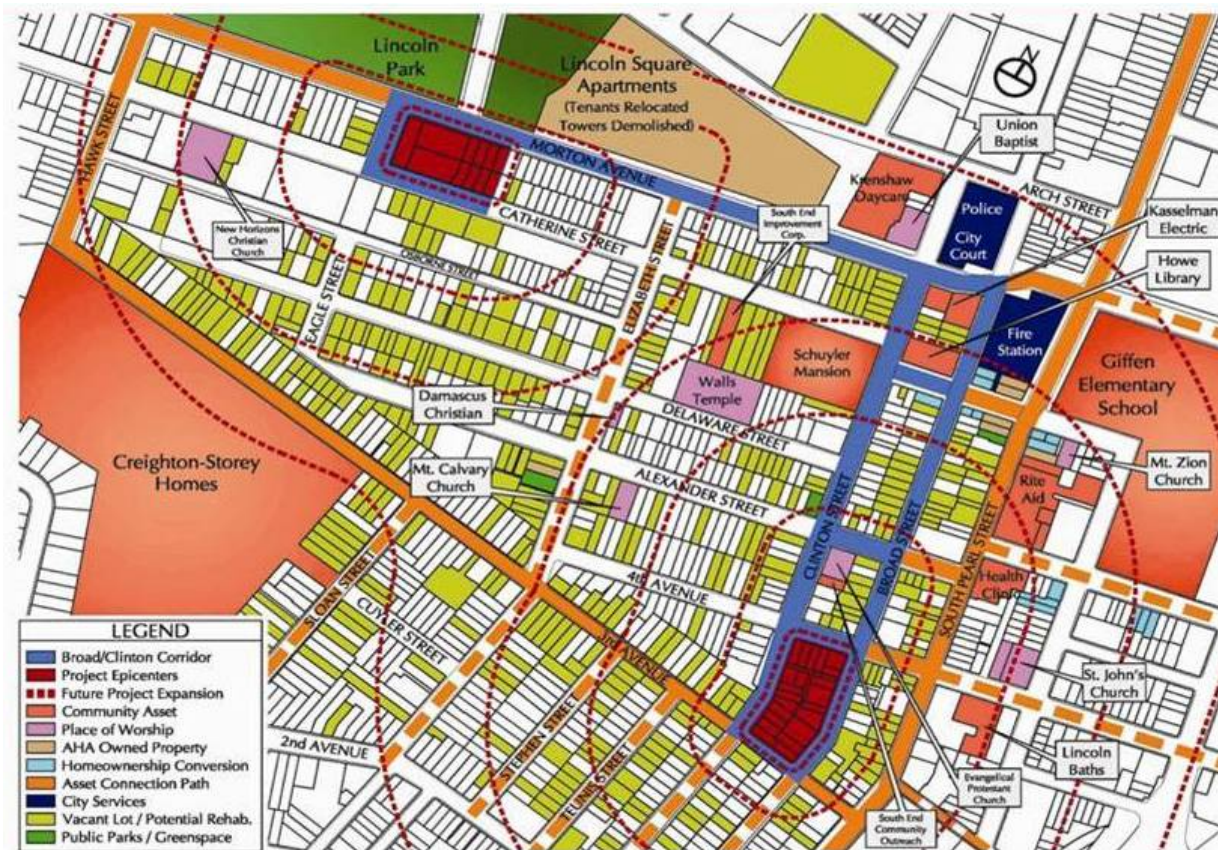 Lincoln
Park
Lincoln Square
Apartments
(Tenants Relocated
Towers Demolished)
N
Union
Baptist
HAWK STREET
MORTON AVENUE
Krenshaw
Daycare
ARCH STREET
Police
City
Court
Kasselman
Electric
Howe
Library
New Horizons
Christian
Church
CATHERINE STREET
OSBORNE STREET
EAGLE STREET
ELIZABETH STREET
South End
Improvement
Corp.
Fire
Station
Giffen
Elementary
School
Schuyler
Mansion
Walls
Temple
Damascus
Christian
DELAWARE STREET
Mt. Calvary
Church
ALEXANDER STREET
Creighton-Storey
Homes
CLINTON STREET
BROAD STREET
SOUTH PEARL STREET
Rite
Aid
Mt. Zion
Church
Health
Clinic
4th AVENUE
SLOAN STREET
CUYLER STREET
3rd AVENUE
St. John's
Church
STEPHEN STREET
TEUNIS STREET
2nd AVENUE
Lincoln
Baths
Evangelical
Protestant
Church
South End
Community
Outreach
LEGEND
Broad/Clinton Corridor
Project Epicenters
Future Project Expansion
Community Asset
Place of Worship
AHA Owned Property
Homeownership Conversion
Asset Connection Path
City Services
Vacant Lot / Potential Rehab.
Public Parks / Greenspace